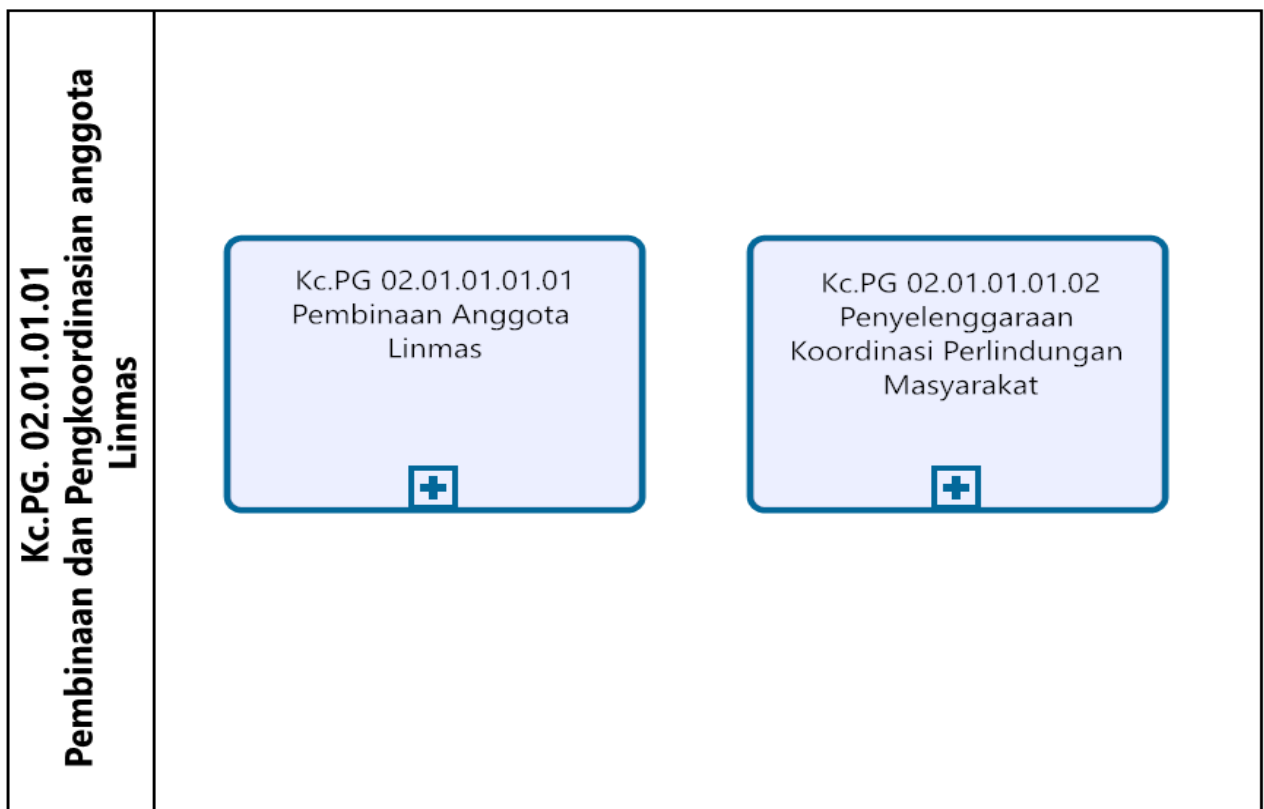 Kc.PG. 02.01.01.01
Pembinaan dan Pengkoordinasian anggota
Linmas
Kc.PG 02.01.01.01.01
Pembinaan Anggota
Linmas
Kc.PG 02.01.01.01.02
Penyelenggaraan
Koordinasi Perlindungan
Masyarakat